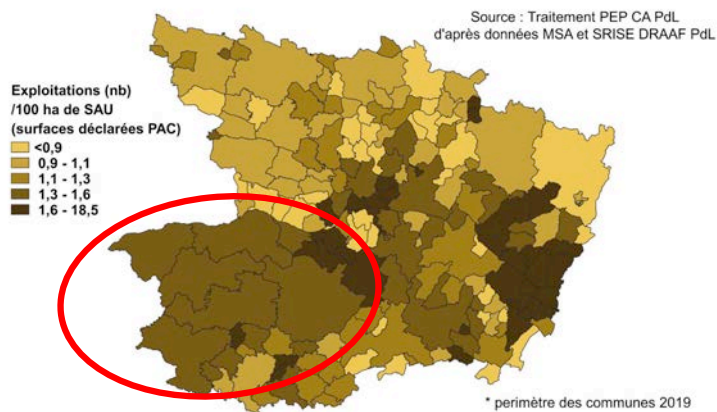 Source : Traitement PEP CA PdL
d'après données MSA et SRISE DRAAF PdL
Exploitations (nb)
/100 ha de SAU
(surfaces déclarées PAC)
<0,9
0,9 - 1,1
1,1 - 1,3
1,3 - 1,6
1,6 - 18,5
* perimètre des communes 2019